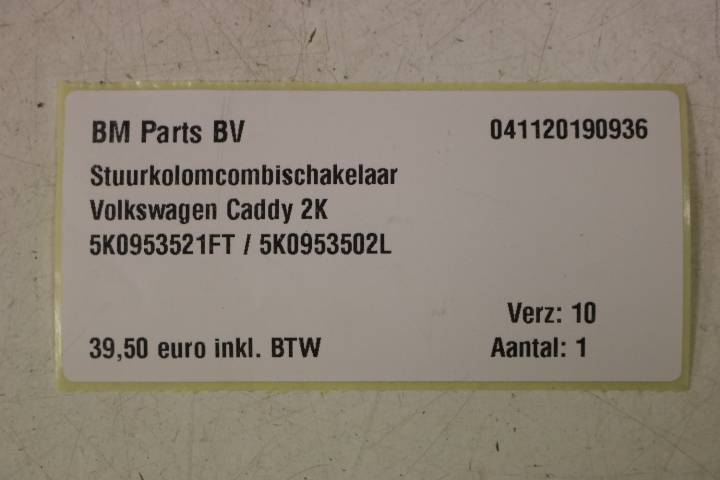 BM Parts BV 041120190936
Stuurkolomcombischakelaar
Volkswagen Caddy 2K
5K0953521FT / 5K0953502L
Verz: 10
39,50 euro inkl. BTW Aantal: 1